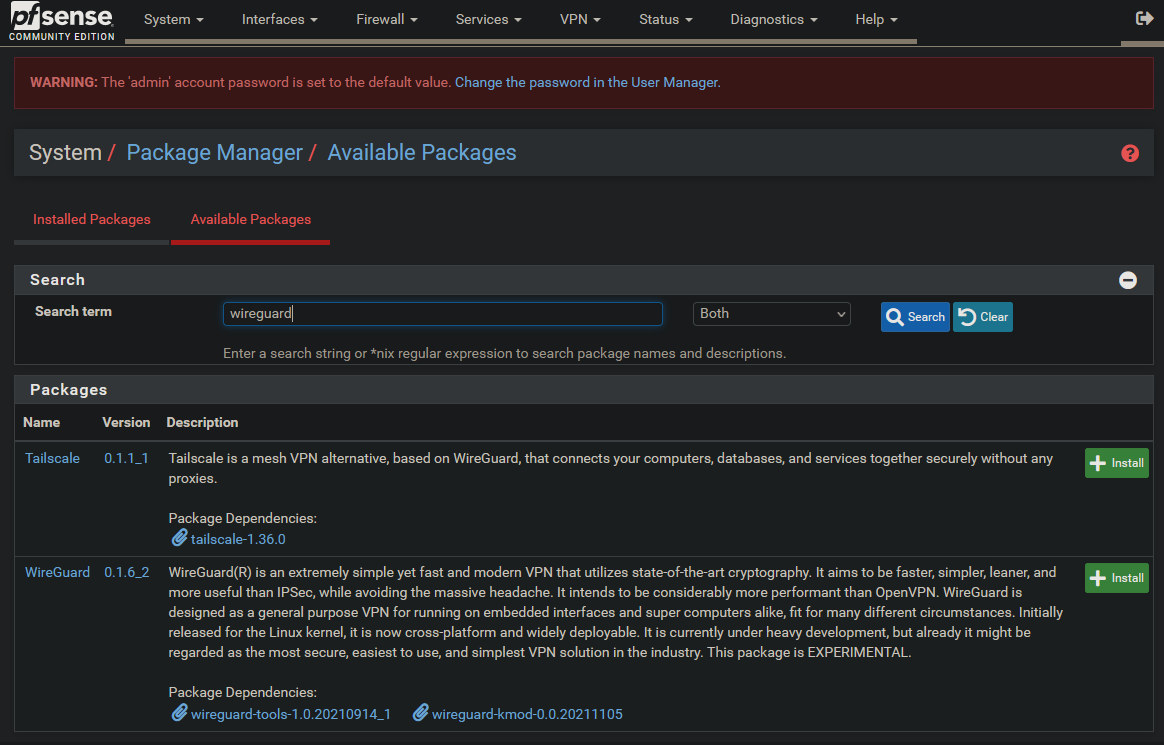 pfsense
COMMUNITY EDITION
System Interfaces Firewall Services VPN Status Diagnostics Help
WARNING: The 'admin' account password is set to the default value. Change the password in the User Manager.
System / Package Manager / Available Packages
Installed Packages Available Packages
Search
Search term wireguard Both Search Clear
Enter a search string or *nix regular expression to search package names and descriptions.
Packages
Name Version Description
Tailscale 0.1.1_1 Tailscale is a mesh VPN alternative, based on WireGuard, that connects your computers, databases, and services together securely without any Install
proxies.
Package Dependencies:
tailscale-1.36.0
WireGuard 0.1.6_2 WireGuard(R) is an extremely simple yet fast and modern VPN that utilizes state-of-the-art cryptography. It aims to be faster, simpler, leaner, and Install
more useful than IPSec, while avoiding the massive headache. It intends to be considerably more performant than OpenVPN. WireGuard is
designed as a general purpose VPN for running on embedded interfaces and super computers alike, fit for many different circumstances. Initially
released for the Linux kernel, it is now cross-platform and widely deployable. It is currently under heavy development, but already it might be
regarded as the most secure, easiest to use, and simplest VPN solution in the industry. This package is EXPERIMENTAL.
Package Dependencies:
wireguard-tools-1.0.20210914_1 wireguard-kmod-0.0.20211105